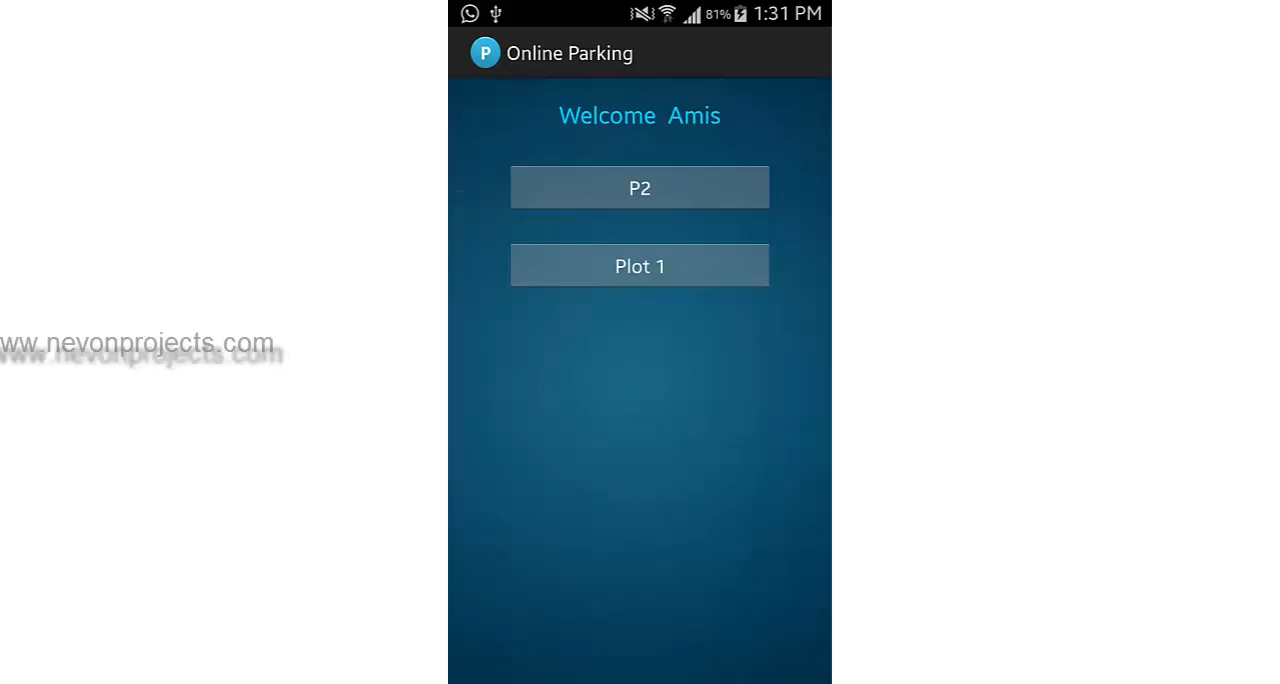 81% 1:31 PM
P Online Parking
Welcome Amis
P2
Plot 1
www.nevonprojects.com